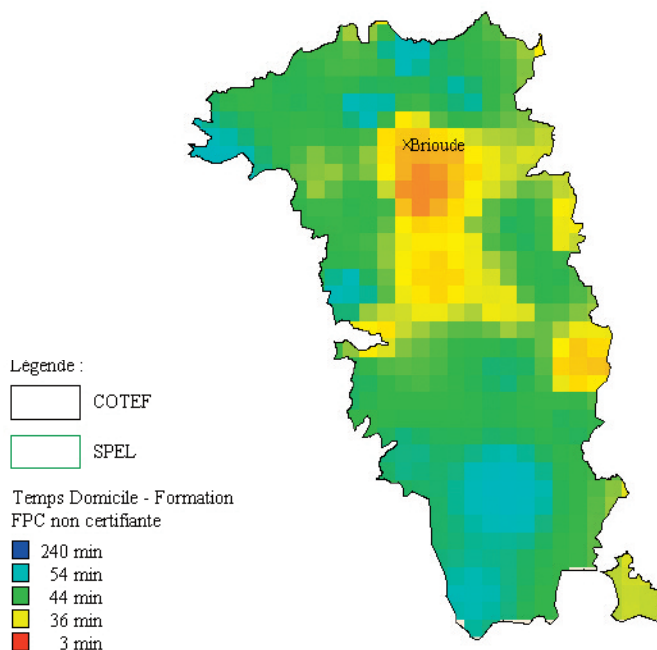 ×Brioude
Légende :
COTEF
SPEL
Temps Domicile - Formation
FPC non certifiante
240 min
54 min
44 min
36 min
3 min